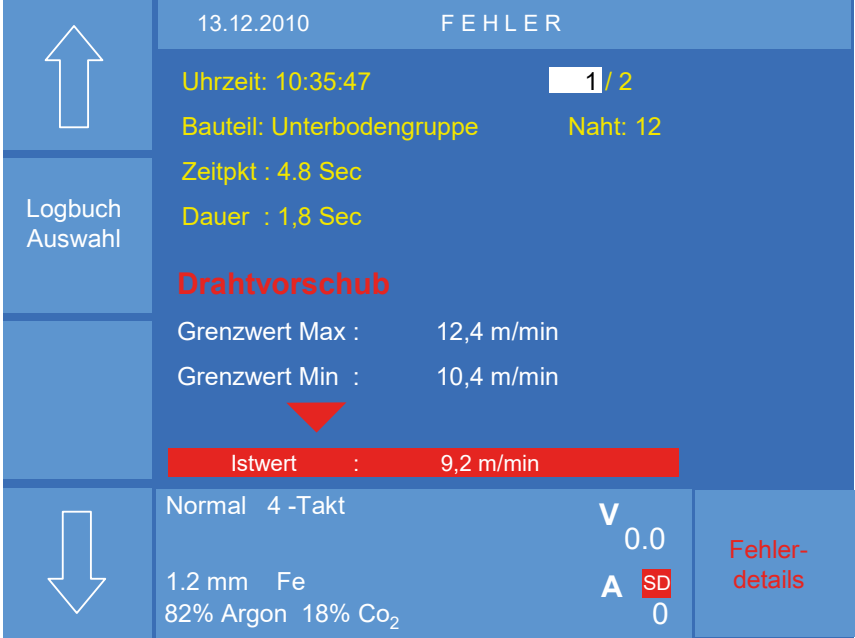 13.12.2010 F E H L E R
Uhrzeit: 10:35:47 1 / 2
Bauteil: Unterbodengruppe Naht: 12
Zeitpkt : 4.8 Sec
Logbuch
Auswahl
Dauer : 1,8 Sec
Drahtvorschub
Grenzwert Max : 12,4 m/min
Grenzwert Min : 10,4 m/min
Istwert : 9,2 m/min
Normal 4 -Takt
V
0.0
1.2 mm Fe
82% Argon 18% Co₂
A SD
0
Fehler-
details